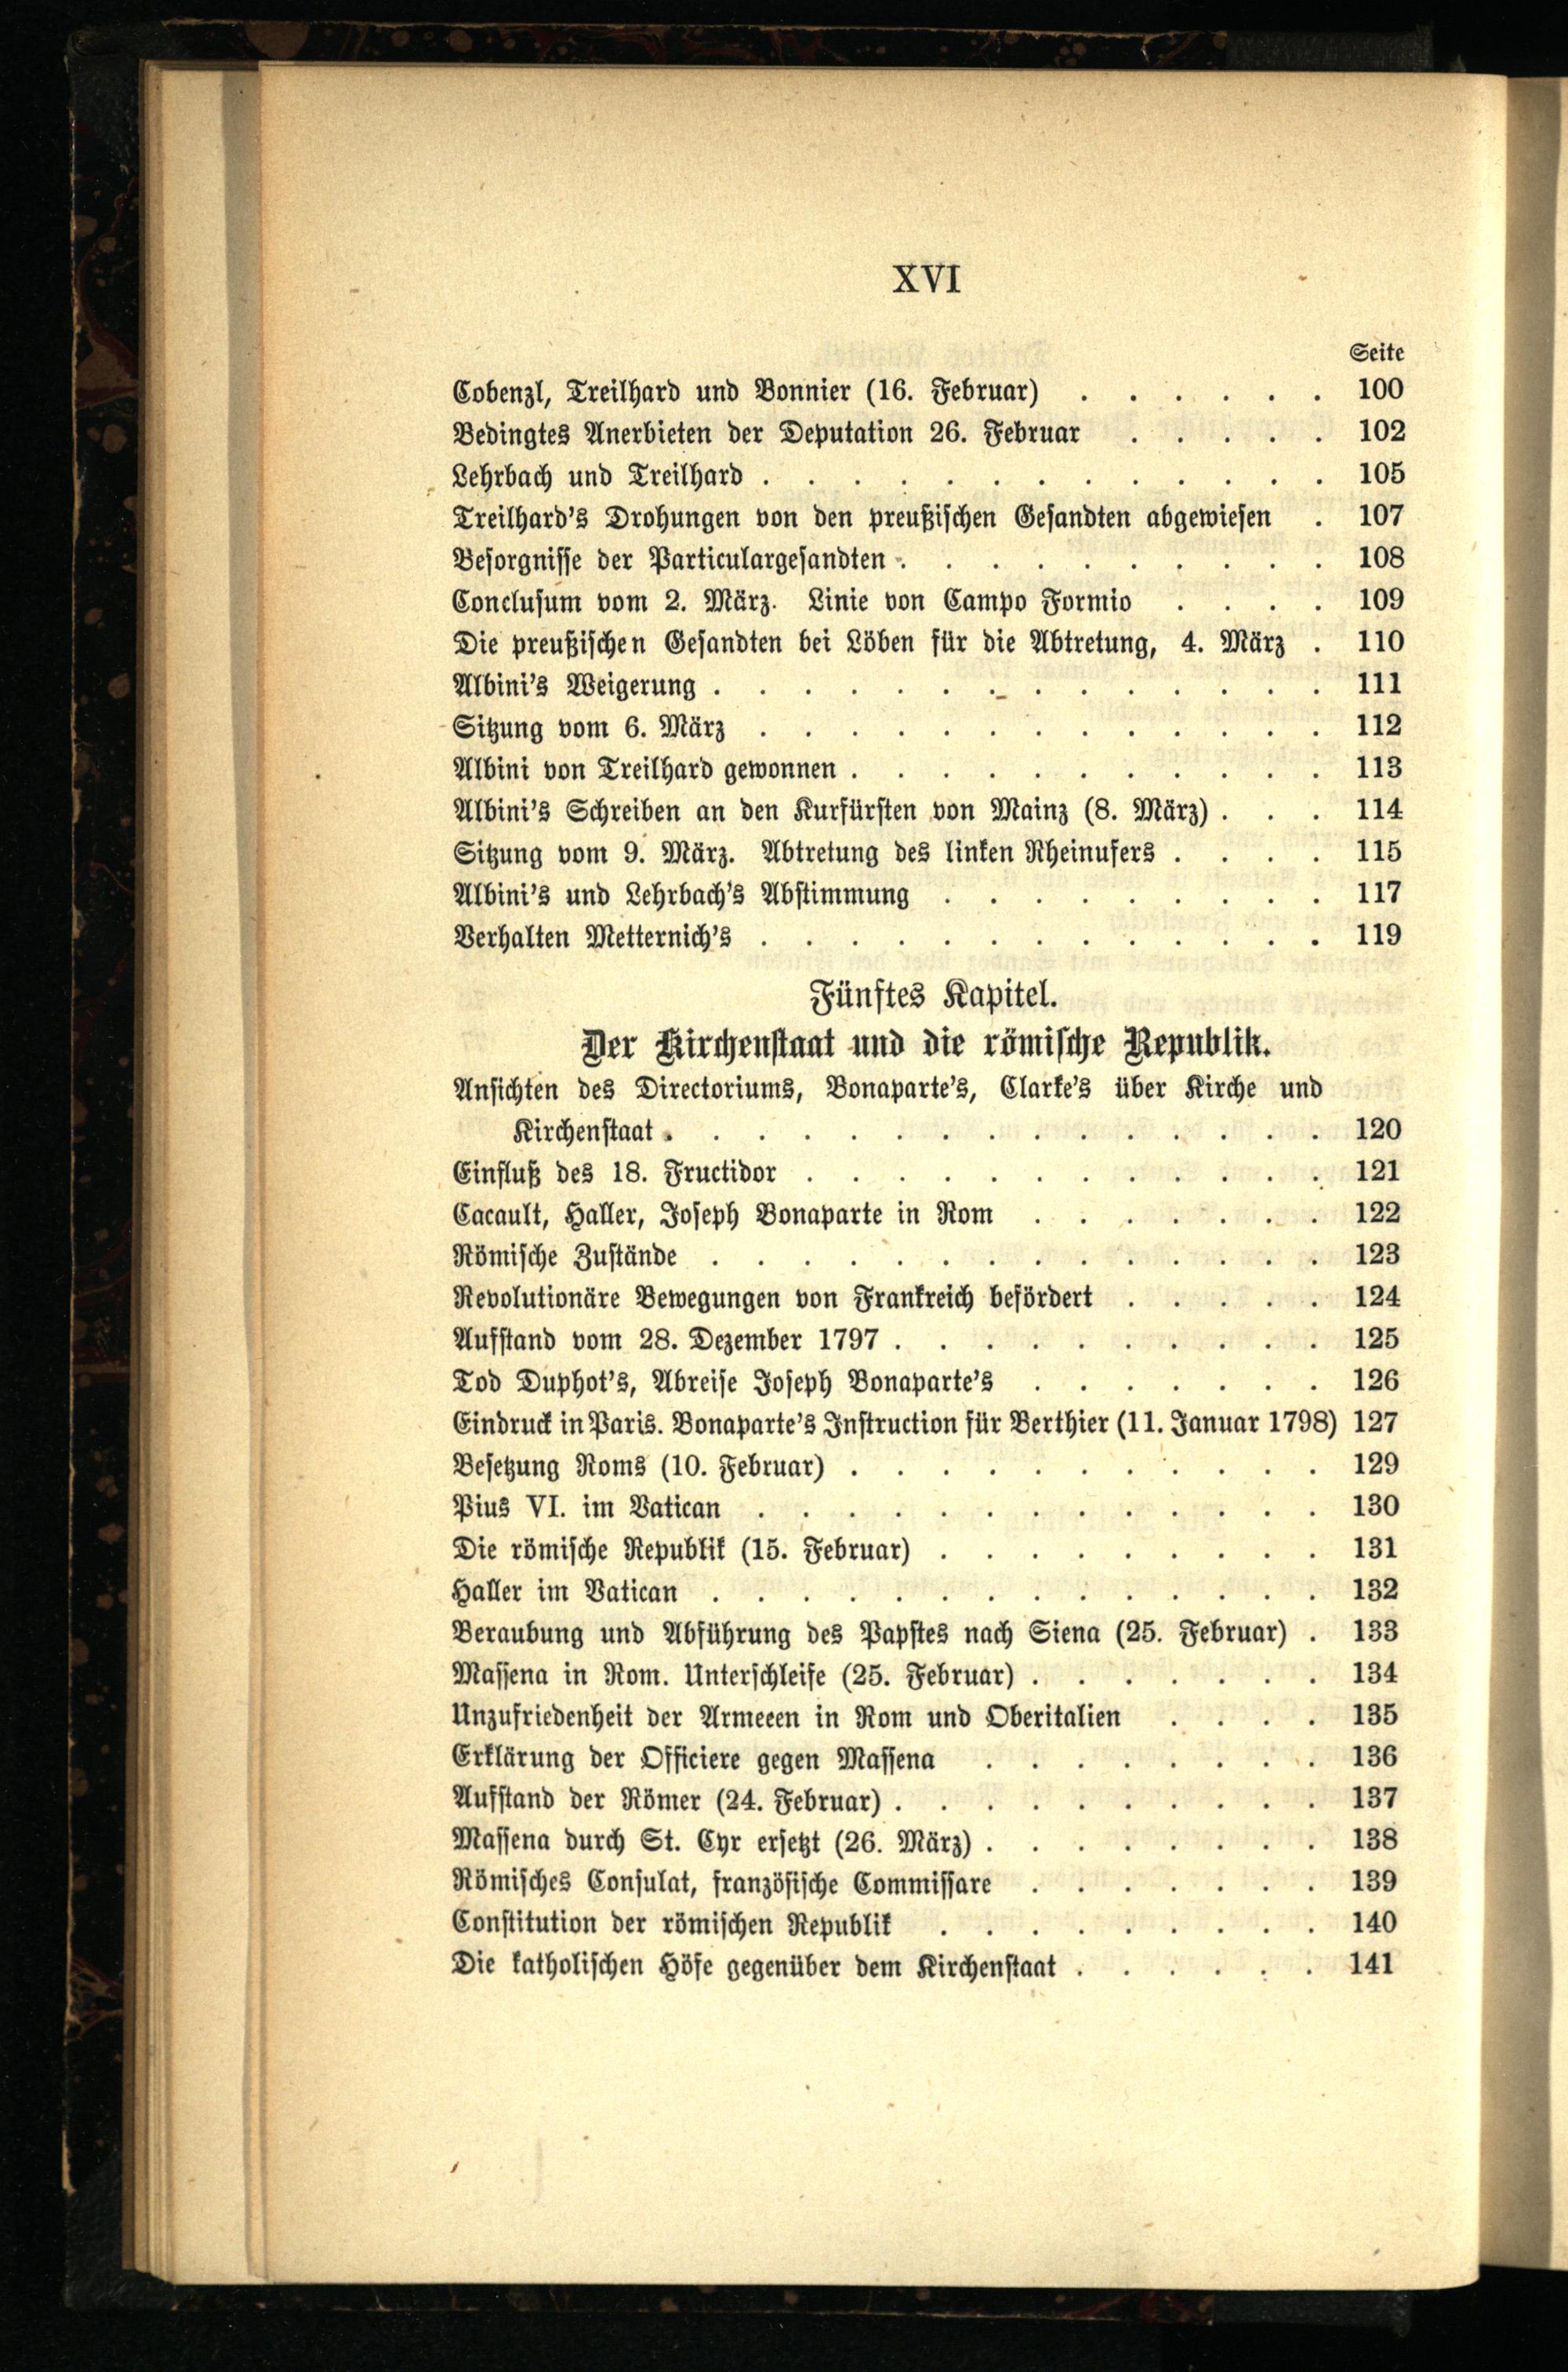 XVI
Seite
Cobenzl, Treilhard und Bonnier (16. Februar) . . . . . . 100
Bedingtes Anerbieten der Deputation 26. Februar . . . . . 102
Lehrbach und Treilhard . . . . . . . . . . . . . 105
Treilhard's Drohungen von den preußischen Gesandten abgewiesen . 107
Besorgnisse der Particulargesandten . . . . . . . . . . 108
Conclusum vom 2. März. Linie von Campo Formio . . . . 109
Die preußischen Gesandten bei Löben für die Abtretung, 4. März . 110
Albini's Weigerung . . . . . . . . . . . . . . 111
Sitzung vom 6. März . . . . . . . . . . . . . 112
Albini von Treilhard gewonnen . . . . . . . . . . . 113
Albini's Schreiben an den Kurfürsten von Mainz (8. März) . . . 114
Sitzung vom 9. März. Abtretung des linken Rheinufers . . . . 115
Albini's und Lehrbach's Abstimmung . . . . . . . . . 117
Verhalten Metternich's . . . . . . . . . . . . . 119
Fünftes Kapitel.
Der Kirchenstaat und die römische Republik.
Ansichten des Directoriums, Bonaparte's, Clarke's über Kirche und
Kirchenstaat . . . . . . . . . . . . . . . 120
Einfluß des 18. Fructidor . . . . . . . . . . . . 121
Cacault, Haller, Joseph Bonaparte in Rom . . . . . . . 122
Römische Zustände . . . . . . . . . . . . . . 123
Revolutionäre Bewegungen von Frankreich befördert . . . . . 124
Aufstand vom 28. Dezember 1797 . . . . . . . . . . 125
Tod Duphot's, Abreise Joseph Bonaparte's . . . . . . . 126
Eindruck in Paris. Bonaparte's Instruction für Berthier (11. Januar 1798) 127
Besetzung Roms (10. Februar) . . . . . . . . . . . 129
Pius VI. im Vatican . . . . . . . . . . . . . 130
Die römische Republik (15. Februar) . . . . . . . . . 131
Haller im Vatican . . . . . . . . . . . . . . 132
Beraubung und Abführung des Papstes nach Siena (25. Februar) . 133
Massena in Rom. Unterschleife (25. Februar) . . . . . . . 134
Unzufriedenheit der Armeeen in Rom und Oberitalien . . . . 135
Erklärung der Officiere gegen Massena . . . . . . . . 136
Aufstand der Römer (24. Februar) . . . . . . . . . . 137
Massena durch St. Cyr ersetzt (26. März) . . . . . . . . 138
Römisches Consulat, französische Commissare . . . . . . . 139
Constitution der römischen Republik . . . . . . . . . 140
Die katholischen Höfe gegenüber dem Kirchenstaat . . . . . . 141